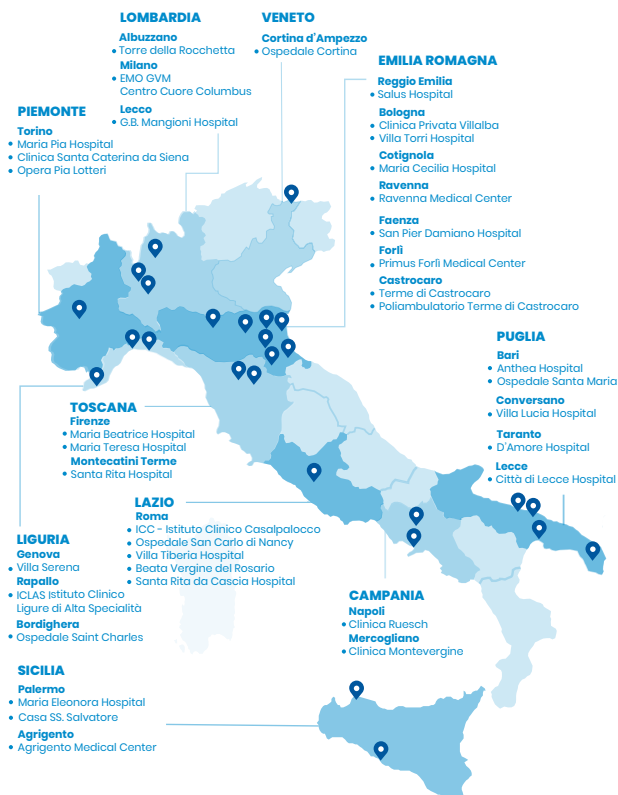 LOMBARDIA
Albuzzano
• Torre della Rocchetta
Milano
• EMO GVM
Centro Cuore Columbus
Lecco
• G.B. Mangioni Hospital
VENETO
Cortina d'Ampezzo
• Ospedale Cortina
EMILIA ROMAGNA
Reggio Emilia
• Salus Hospital
Bologna
• Clinica Privata Villalba
• Villa Torri Hospital
Cotignola
• Maria Cecilia Hospital
Ravenna
• Ravenna Medical Center
Faenza
• San Pier Damiano Hospital
Forlì
• Primus Forlì Medical Center
Castrocaro
• Terme di Castrocaro
• Poliambulatorio Terme di Castrocaro
PIEMONTE
Torino
• Maria Pia Hospital
• Clinica Santa Caterina da Siena
• Opera Pia Lotteri
PUGLIA
Bari
• Anthea Hospital
• Ospedale Santa Maria
Conversano
• Villa Lucia Hospital
Taranto
• D'Amore Hospital
Lecce
• Città di Lecce Hospital
TOSCANA
Firenze
• Maria Beatrice Hospital
• Maria Teresa Hospital
Montecatini Terme
• Santa Rita Hospital
LAZIO
Roma
• ICC - Istituto Clinico Casalpalocco
• Ospedale San Carlo di Nancy
• Villa Tiberia Hospital
• Beata Vergine del Rosario
• Santa Rita da Cascia Hospital
LIGURIA
Genova
• Villa Serena
Rapallo
• ICLAS Istituto Clinico
Ligure di Alta Specialità
Bordighera
• Ospedale Saint Charles
CAMPANIA
Napoli
• Clinica Ruesch
Mercogliano
• Clinica Montevergine
SICILIA
Palermo
• Maria Eleonora Hospital
• Casa SS. Salvatore
Agrigento
• Agrigento Medical Center